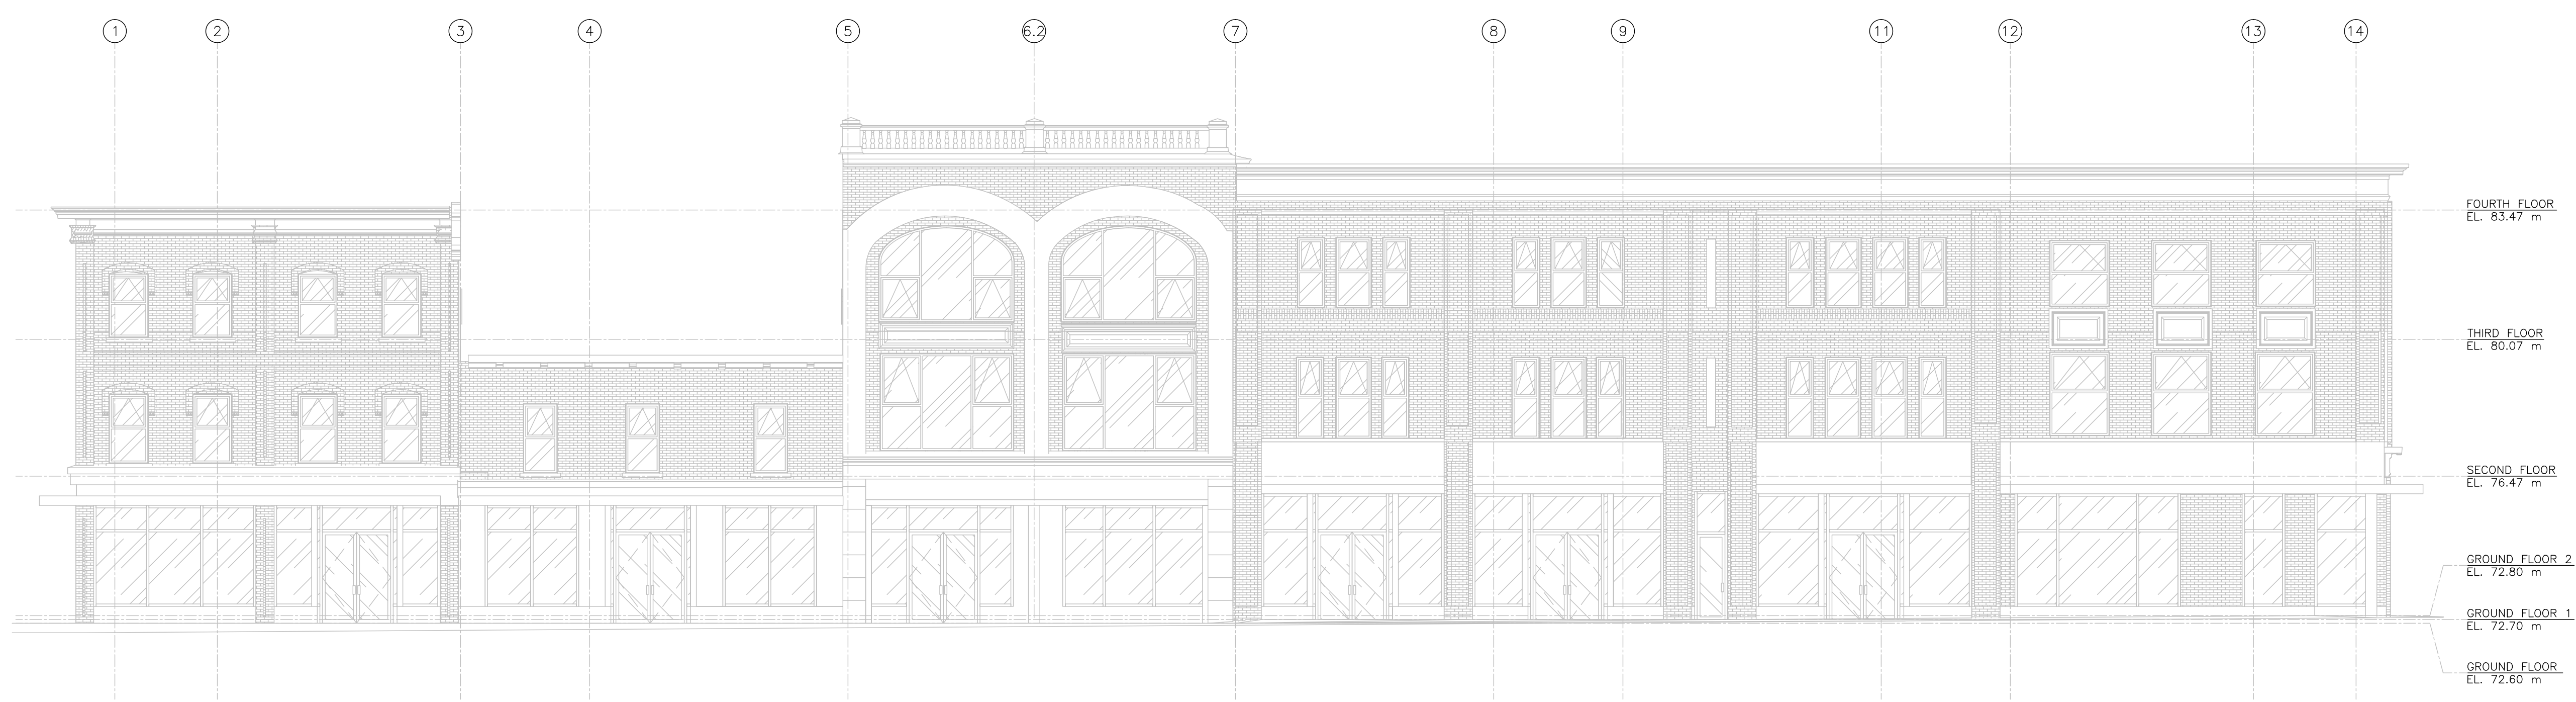 1 2 3 4 5 6.2 7 8 9 11 12 13 14
FOURTH FLOOR
EL. 83.47 m
THIRD FLOOR
EL. 80.07 m
SECOND FLOOR
EL. 76.47 m
GROUND FLOOR 2
EL. 72.80 m
GROUND FLOOR 1
EL. 72.70 m
GROUND FLOOR
EL. 72.60 m